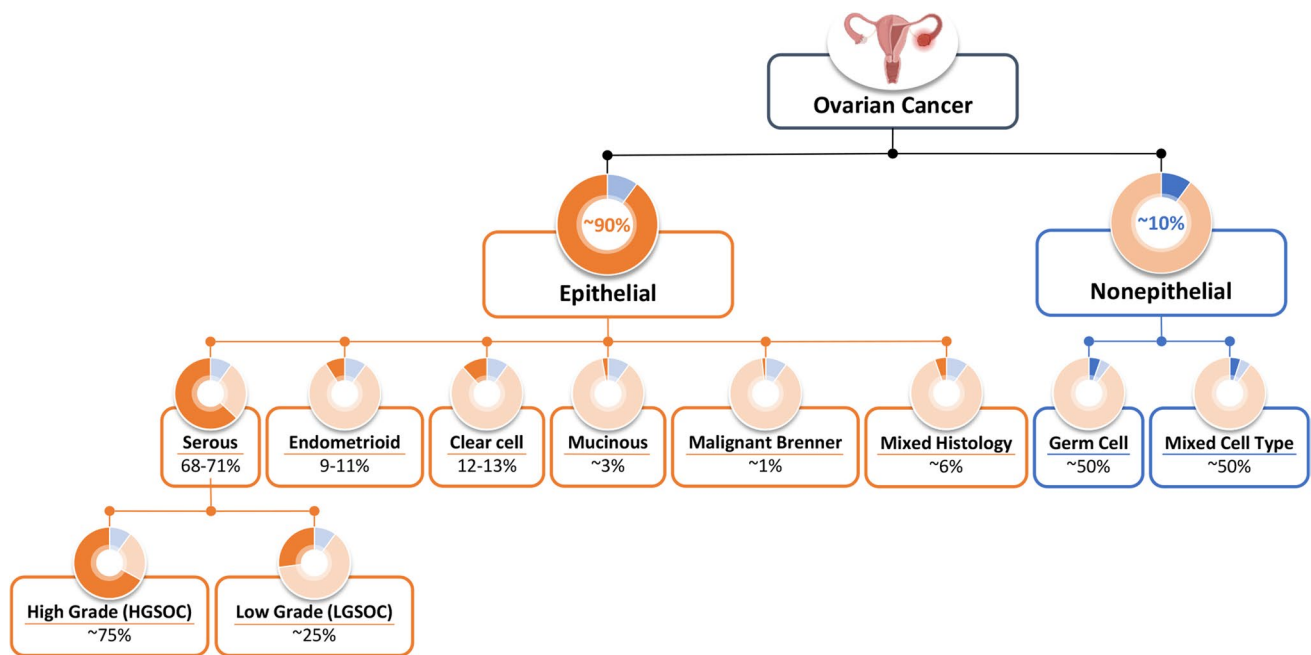 Ovarian Cancer
~90%
~10%
Epithelial
Nonepithelial
Serous
68-71%
Endometrioid
9-11%
Clear cell
12-13%
Mucinous
~3%
Malignant Brenner
~1%
Mixed Histology
~6%
Germ Cell
~50%
Mixed Cell Type
~50%
High Grade (HGSOC)
~75%
Low Grade (LGSOC)
~25%